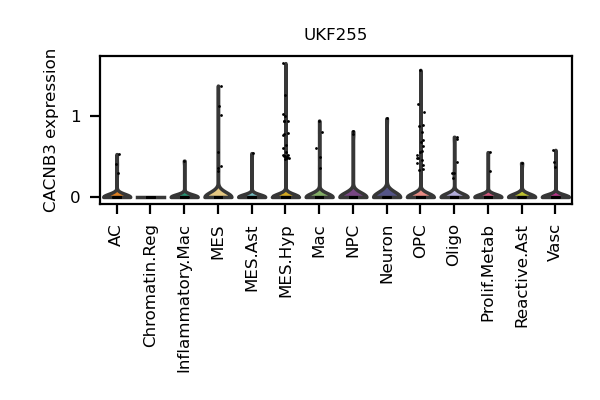 UKF255
CACNB3 expression
1
0
AC
Chromatin.Reg
Inflammatory.Mac
MES
MES.Ast
MES.Hyp
Mac
NPC
Neuron
OPC
Oligo
Prolif.Metab
Reactive.Ast
Vasc